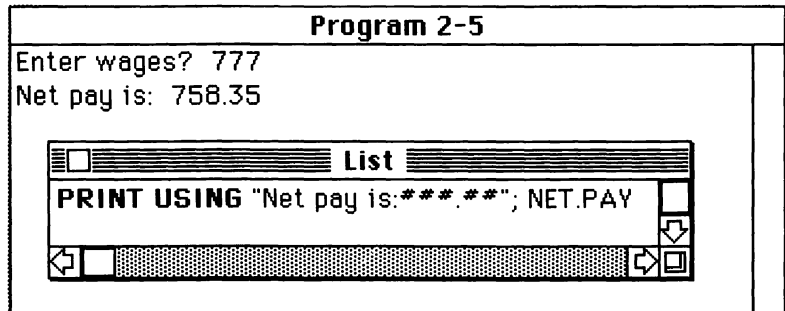 Program 2-5
Enter wages? 777
Net pay is: 758.35
List
PRINT USING "Net pay is:###.##"; NET.PAY